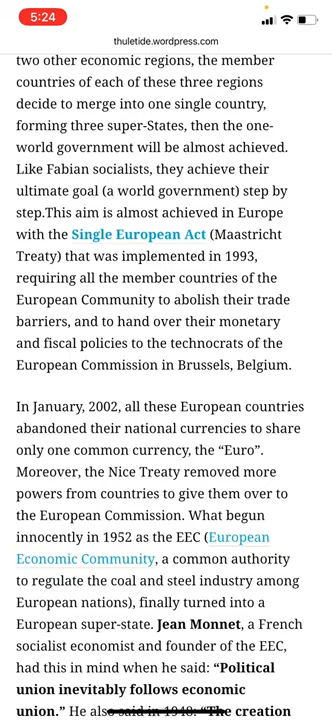 5:24
thuletide.wordpress.com
two other economic regions, the member
countries of each of these three regions
decide to merge into one single country,
forming three super-States, then the one-
world government will be almost achieved.
Like Fabian socialists, they achieve their
ultimate goal (a world government) step by
step.This aim is almost achieved in Europe
with the Single European Act (Maastricht
Treaty) that was implemented in 1993,
requiring all the member countries of the
European Community to abolish their trade
barriers, and to hand over their monetary
and fiscal policies to the technocrats of the
European Commission in Brussels, Belgium.
In January, 2002, all these European countries
abandoned their national currencies to share
only one common currency, the “Euro”.
Moreover, the Nice Treaty removed more
powers from countries to give them over to
the European Commission. What begun
innocently in 1952 as the EEC (European
Economic Community, a common authority
to regulate the coal and steel industry among
European nations), finally turned into a
European super-state. Jean Monnet, a French
socialist economist and founder of the EEC,
had this in mind when he said: “Political
union inevitably follows economic
union.” He also said in 1948: “The creation